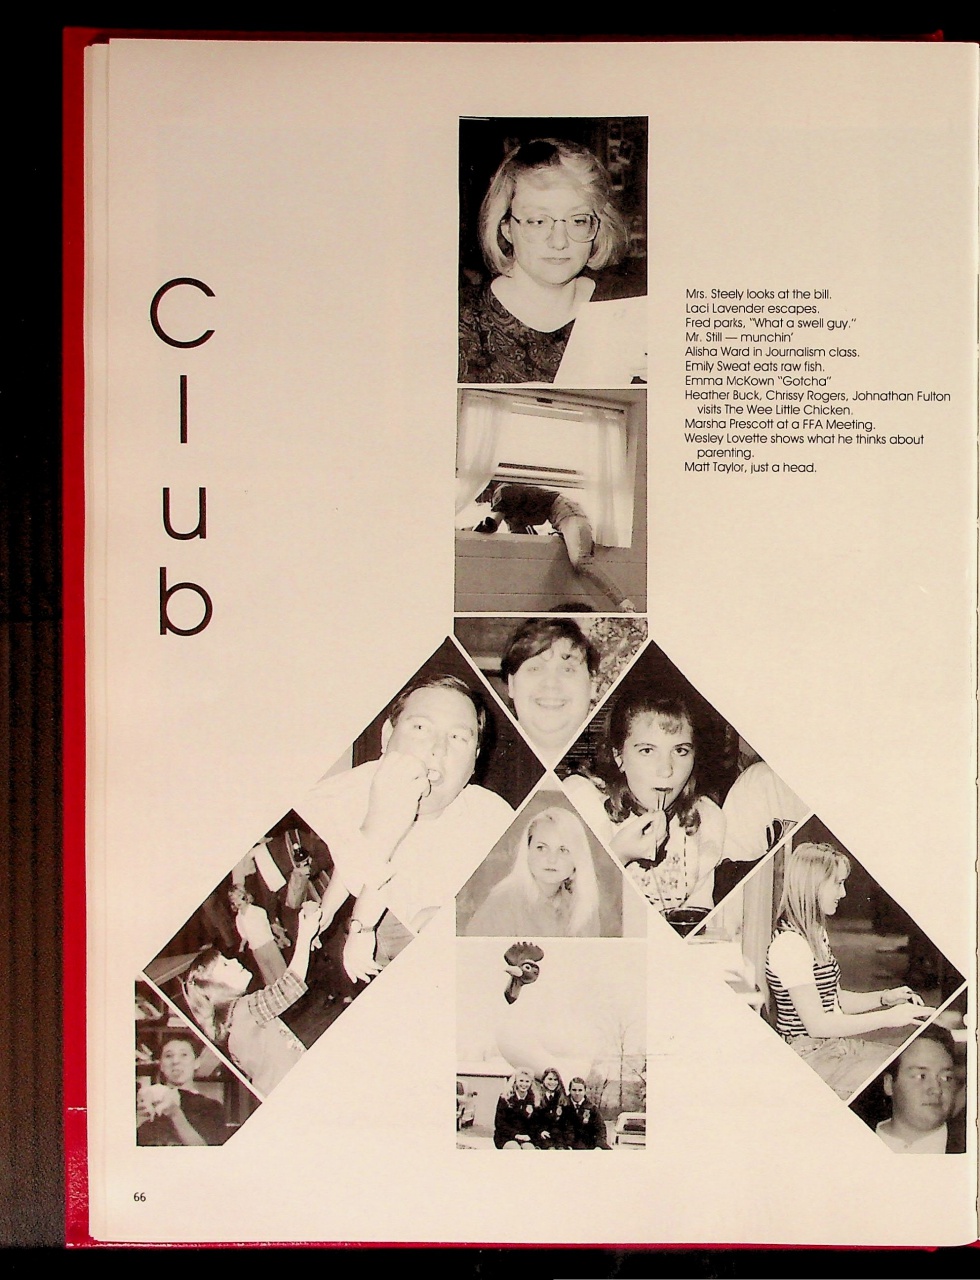 C
l
u
b
Mrs. Steely looks at the bill.
Laci Lavender escapes.
Fred parks, "What a swell guy."
Mr. Still — munchin'
Alisha Ward in Journalism class.
Emily Sweat eats raw fish.
Emma McKown "Gotcha"
Heather Buck, Chrissy Rogers, Johnathan Fulton
visits The Wee Little Chicken.
Marsha Prescott at a FFA Meeting.
Wesley Lovette shows what he thinks about
parenting.
Matt Taylor, just a head.
66